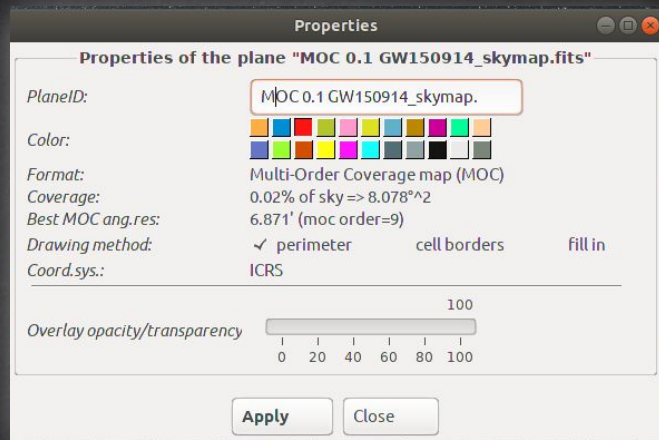 Properties
Properties of the plane "MOC 0.1 GW150914_skymap.fits"
PlaneID: MOC 0.1 GW150914_skymap.
Color:
Format: Multi-Order Coverage map (MOC)
Coverage: 0.02% of sky => 8.078°^2
Best MOC ang.res: 6.871' (moc order=9)
Drawing method: ✓ perimeter cell borders fill in
Coord.sys.: ICRS
100
Overlay opacity/transparency
0 20 40 60 80 100
Apply Close